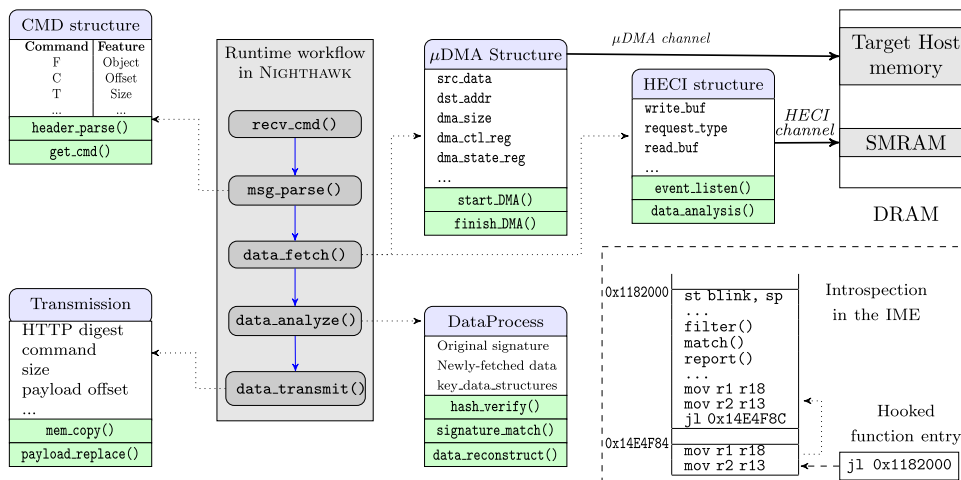 CMD structure
Command Feature
F Object
C Offset
T Size
... ...
header_parse()
get_cmd()
Runtime workflow
in NIGHTHAWK
recv_cmd()
msg_parse()
data_fetch()
data_analyze()
data_transmit()
Transmission
HTTP digest
command
size
payload offset
...
mem_copy()
payload_replace()
μDMA Structure
src_data
dst_addr
dma_size
dma_ctl_reg
dma_state_reg
...
start_DMA()
finish_DMA()
DataProcess
Original signature
Newly-fetched data
key_data_structures
hash_verify()
signature_match()
data_reconstruct()
μDMA channel
HECI structure
write_buf
request_type
read_buf
...
event_listen()
data_analysis()
HECI
channel
Target Host
memory
SMRAM
DRAM
Introspection
in the IME
0x1182000
st blink, sp
...
filter()
match()
report()
...
mov r1 r18
mov r2 r13
jl 0x14E4F8C
0x14E4F84
mov r1 r18
mov r2 r13
Hooked
function entry
jl 0x1182000